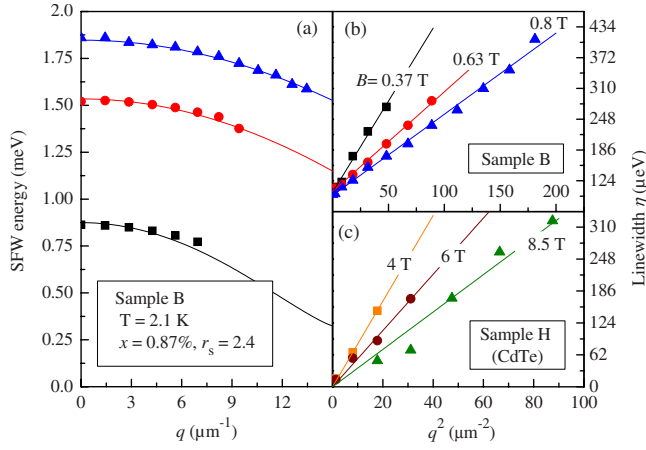 (a)
2.0
1.75
1.50
1.25
1.00
0.75
0.50
0.25
0.0
SFW energy (meV)
Sample B
T = 2.1 K
x = 0.87%, r_s = 2.4
0 3 6 9 12
q (μm⁻¹)
(b)
B= 0.37 T
0.63 T
0.8 T
Sample B
0 50 100 150 200
434
372
310
248
186
124
62
(c)
4 T
6 T
8.5 T
Sample H
(CdTe)
310
248
186
124
62
0
0 20 40 60 80 100
q² (μm⁻²)
Linewidth η (μeV)